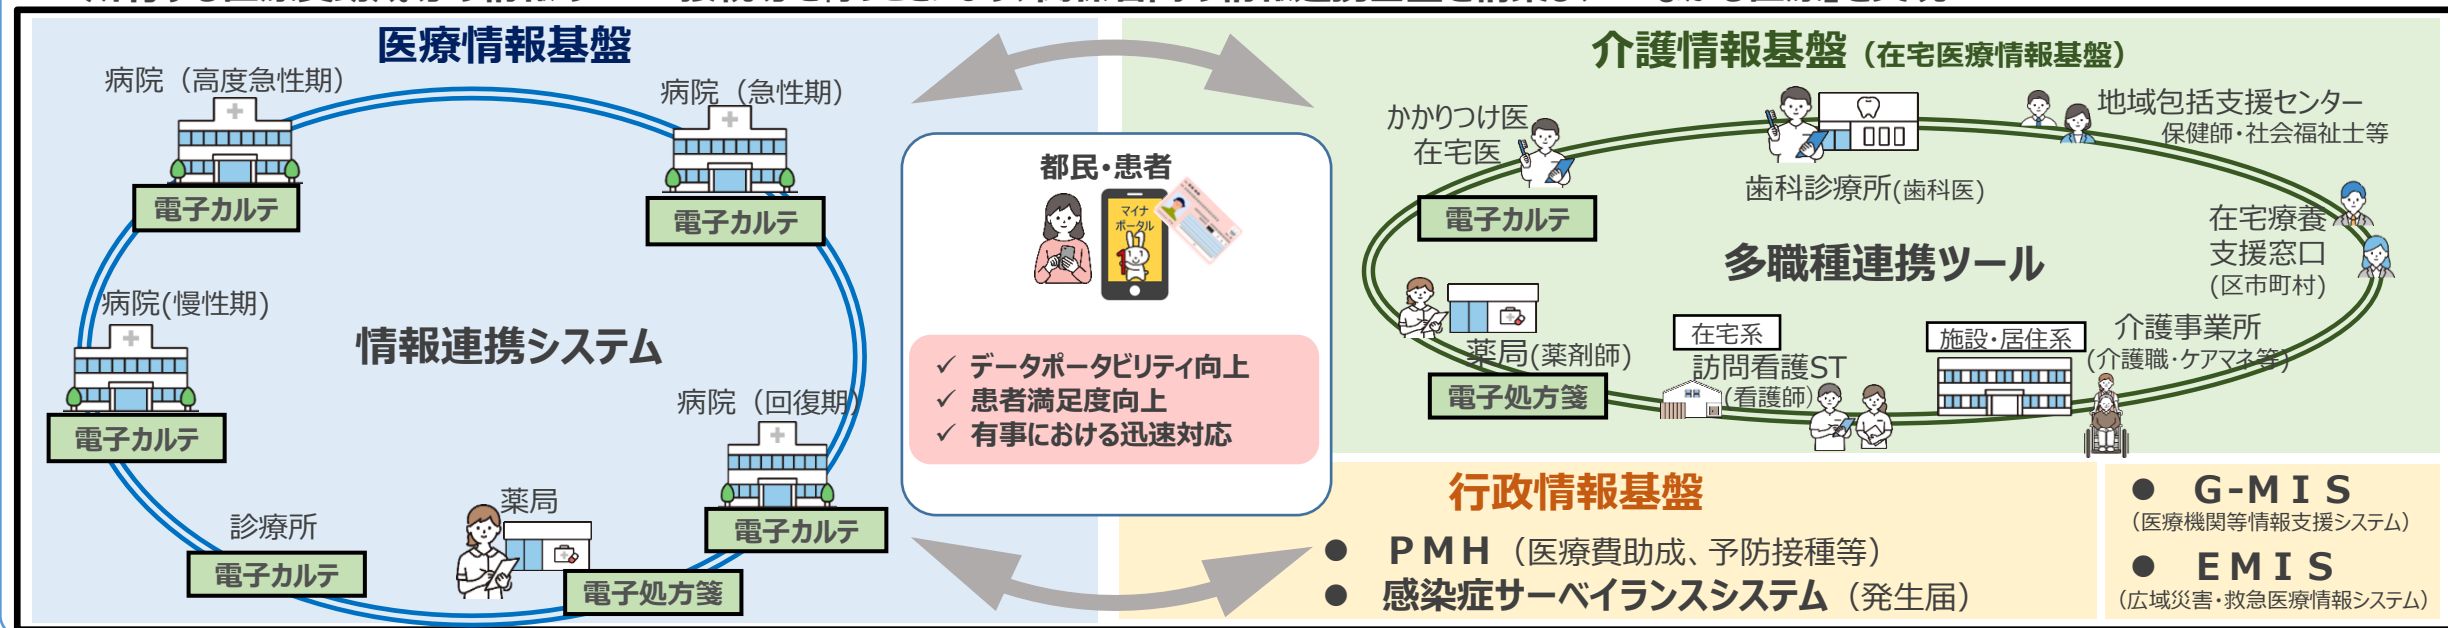 医療情報基盤
病院（高度急性期）
電子カルテ
病院（急性期）
電子カルテ
病院(慢性期)
電子カルテ
情報連携システム
病院（回復期）
電子カルテ
診療所
電子カルテ
薬局
電子処方箋
都民・患者
マイナ
ポータル
✓ データポータビリティ向上
✓ 患者満足度向上
✓ 有事における迅速対応
介護情報基盤（在宅医療情報基盤）
かかりつけ医
在宅医
電子カルテ
歯科診療所(歯科医)
地域包括支援センター
保健師・社会福祉士等
在宅療養
支援窓口
(区市町村)
多職種連携ツール
薬局(薬剤師)
電子処方箋
在宅系
訪問看護ST
(看護師)
施設・居住系
介護事業所
(介護職・ケアマネ等)
行政情報基盤
● ＰＭＨ（医療費助成、予防接種等）
● 感染症サーベイランスシステム（発生届）
● Ｇ-ＭＩＳ
（医療機関等情報支援システム）
● ＥＭＩＳ
（広域災害・救急医療情報システム）